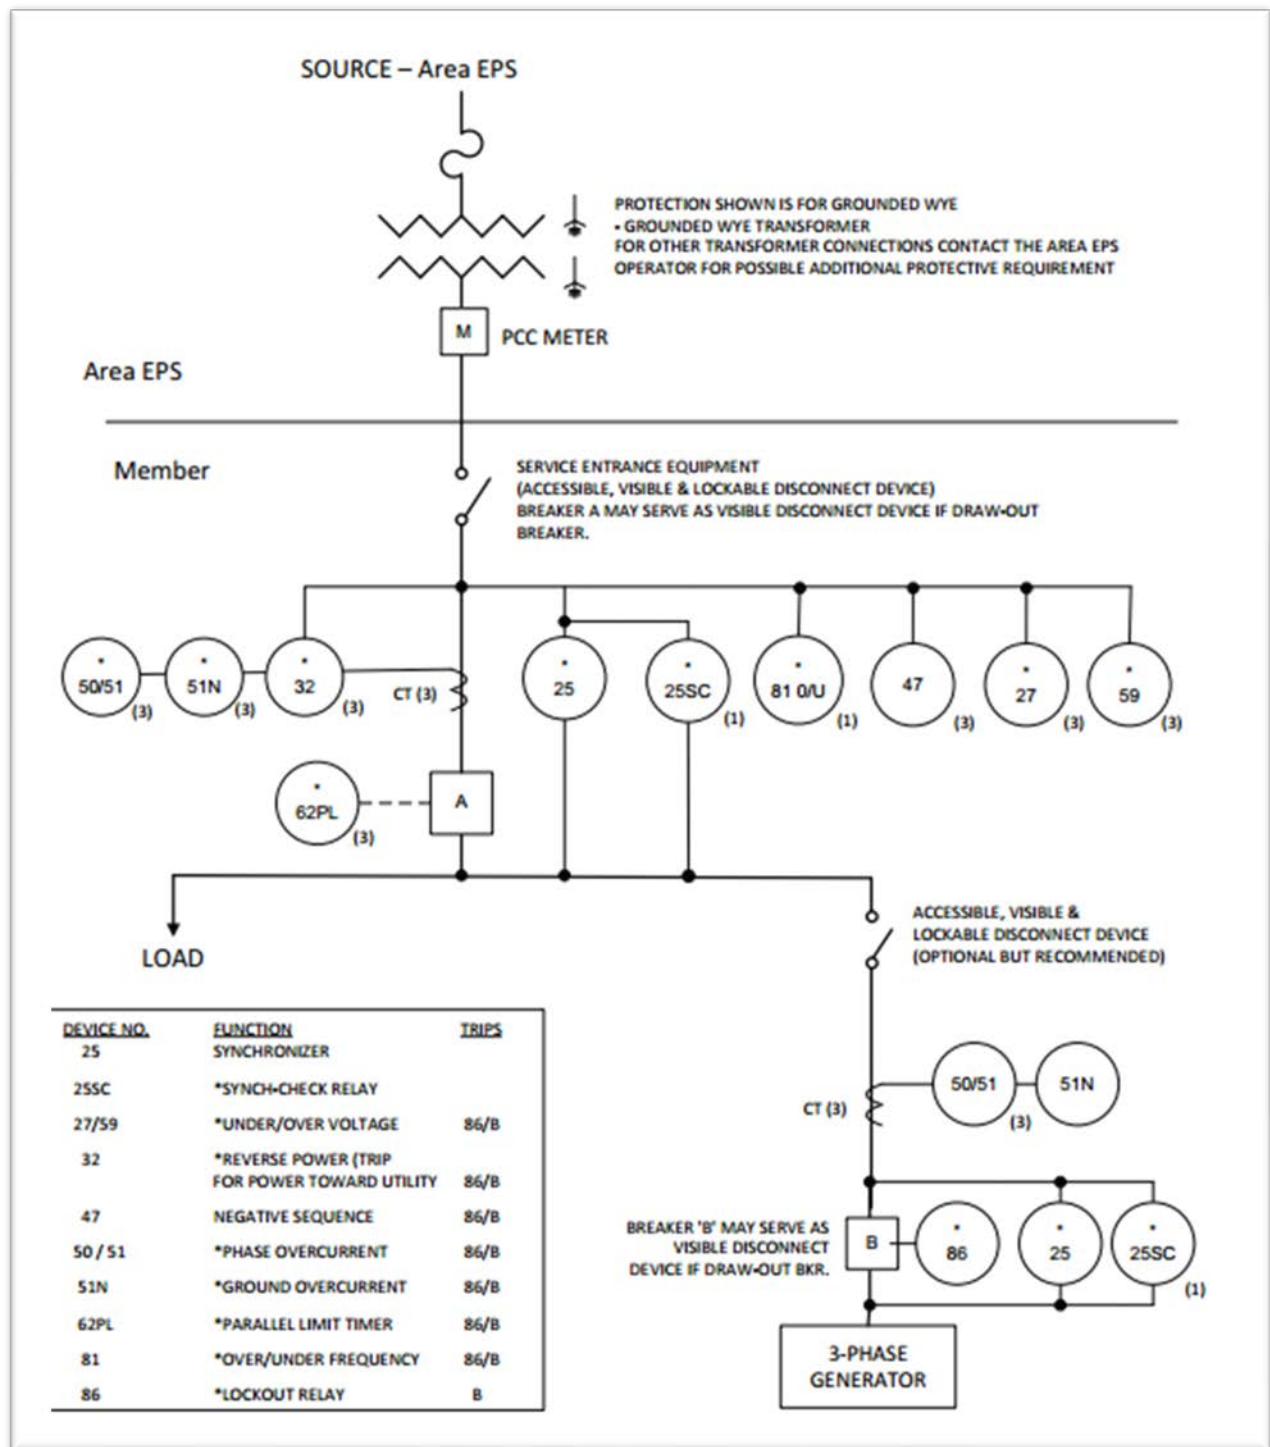 SOURCE – Area EPS
PROTECTION SHOWN IS FOR GROUNDED WYE
- GROUNDED WYE TRANSFORMER
FOR OTHER TRANSFORMER CONNECTIONS CONTACT THE AREA EPS
OPERATOR FOR POSSIBLE ADDITIONAL PROTECTIVE REQUIREMENT
M
PCC METER
Area EPS
Member
SERVICE ENTRANCE EQUIPMENT
(ACCESSIBLE, VISIBLE & LOCKABLE DISCONNECT DEVICE)
BREAKER A MAY SERVE AS VISIBLE DISCONNECT DEVICE IF DRAW-OUT
BREAKER.
* 50/51 (3)
* 51N (3)
* 32 (3)
CT (3)
* 25
* 25SC (1)
* 81 0/U (1)
47 (3)
* 27 (3)
* 59 (3)
* 62PL (3)
A
LOAD
ACCESSIBLE, VISIBLE &
LOCKABLE DISCONNECT DEVICE
(OPTIONAL BUT RECOMMENDED)
CT (3)
50/51 (3)
51N
BREAKER 'B' MAY SERVE AS
VISIBLE DISCONNECT
DEVICE IF DRAW-OUT BKR.
B
* 86
* 25
* 25SC (1)
3-PHASE
GENERATOR
DEVICE NO. FUNCTION TRIPS
25 SYNCHRONIZER
25SC *SYNCH-CHECK RELAY
27/59 *UNDER/OVER VOLTAGE 86/B
32 *REVERSE POWER (TRIP
FOR POWER TOWARD UTILITY 86/B
47 NEGATIVE SEQUENCE 86/B
50 / 51 *PHASE OVERCURRENT 86/B
51N *GROUND OVERCURRENT 86/B
62PL *PARALLEL LIMIT TIMER 86/B
81 *OVER/UNDER FREQUENCY 86/B
86 *LOCKOUT RELAY B